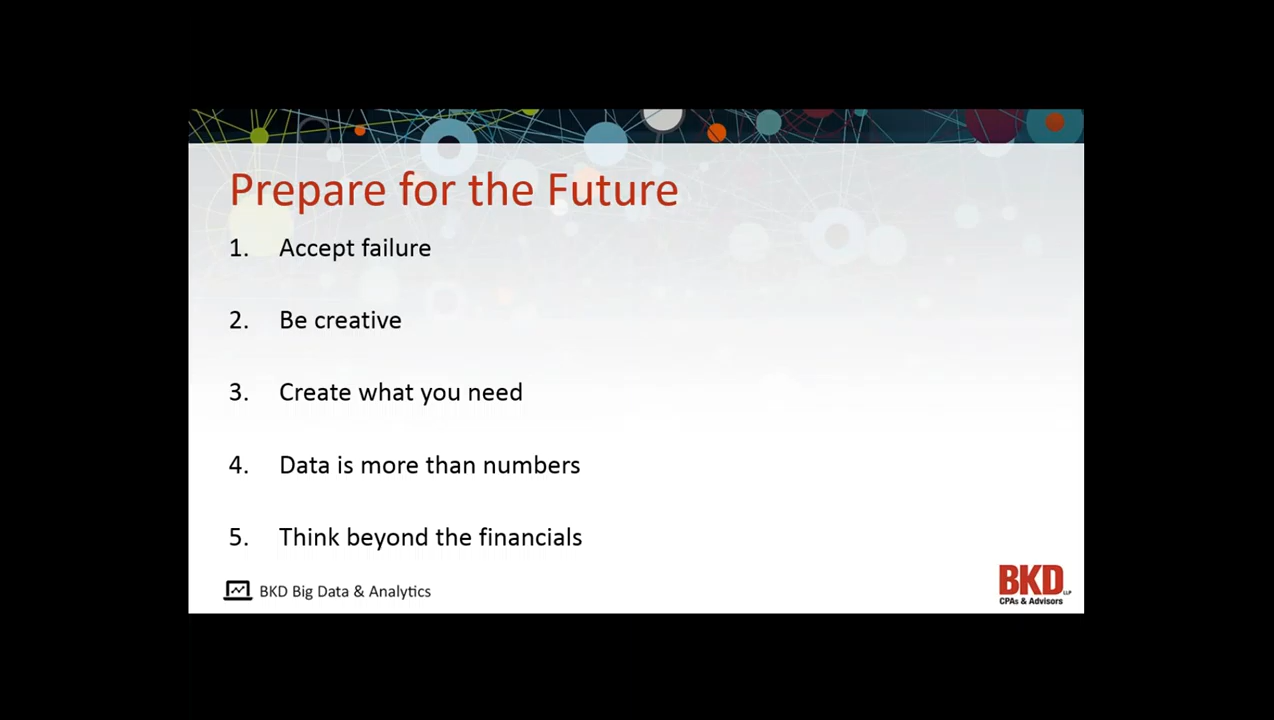 Prepare for the Future
1. Accept failure
2. Be creative
3. Create what you need
4. Data is more than numbers
5. Think beyond the financials
BKD Big Data & Analytics
BKD LLP
CPAs & Advisors